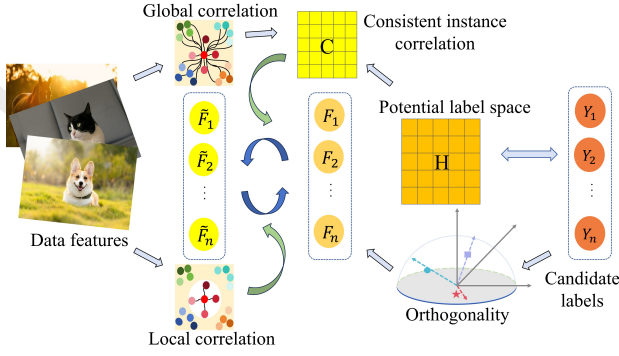 Global correlation
Consistent instance
correlation
C
Potential label space
H
F̃₁
F̃₂
⋮
F̃ₙ
F₁
F₂
⋮
Fₙ
Y₁
Y₂
⋮
Yₙ
Data features
Local correlation
Orthogonality
Candidate
labels